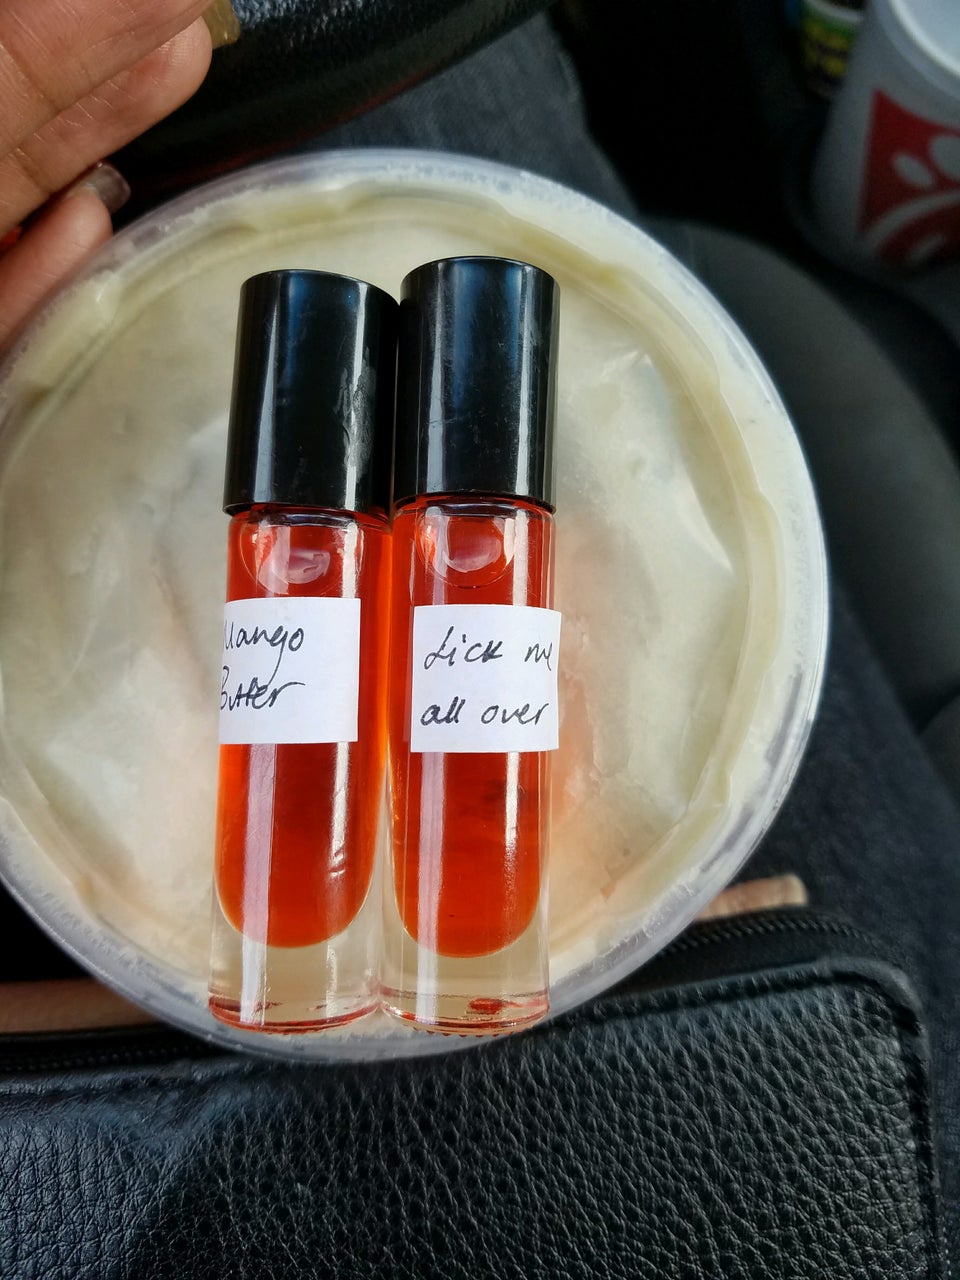 Mango
Butter
Lick me
all over